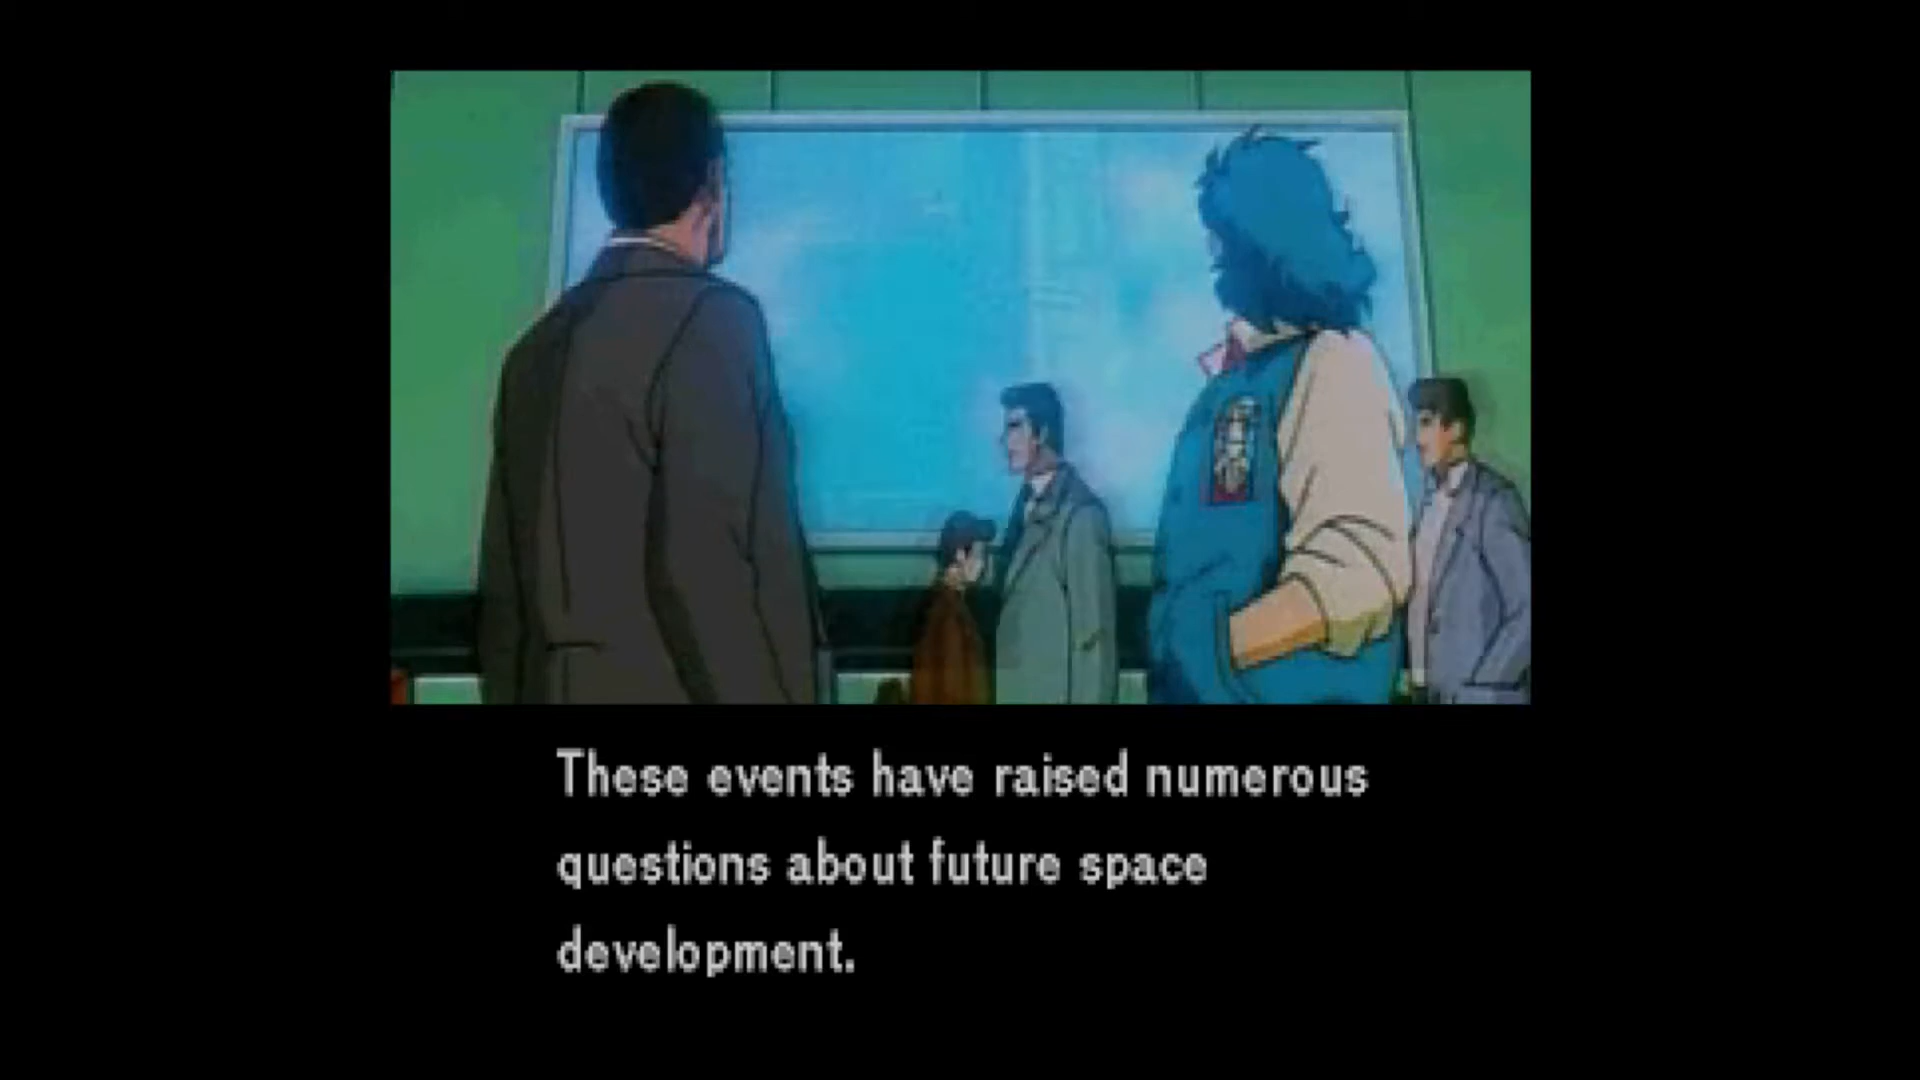 These events have raised numerous
questions about future space
development.